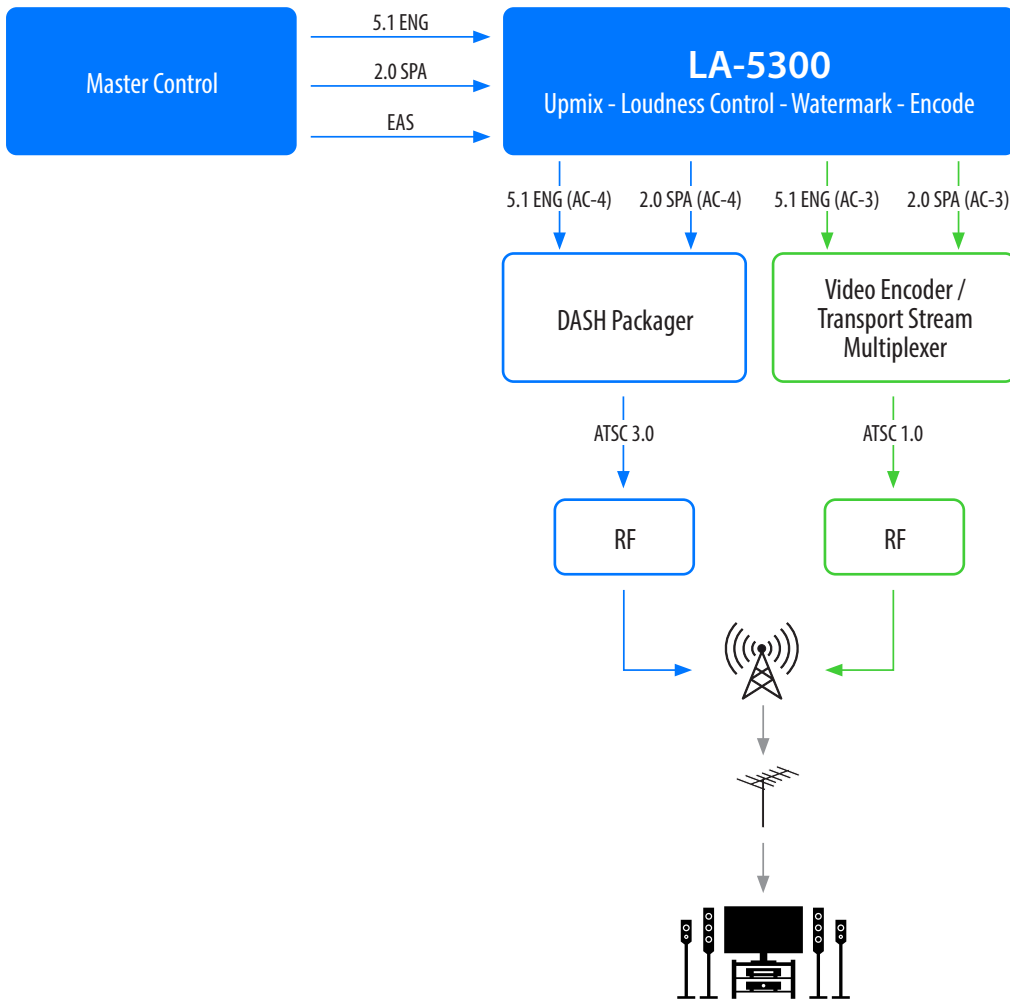 5.1 ENG
Master Control
2.0 SPA
EAS
LA-5300
Upmix - Loudness Control - Watermark - Encode
5.1 ENG (AC-4)
2.0 SPA (AC-4)
5.1 ENG (AC-3)
2.0 SPA (AC-3)
DASH Packager
Video Encoder /
Transport Stream
Multiplexer
ATSC 3.0
ATSC 1.0
RF
RF